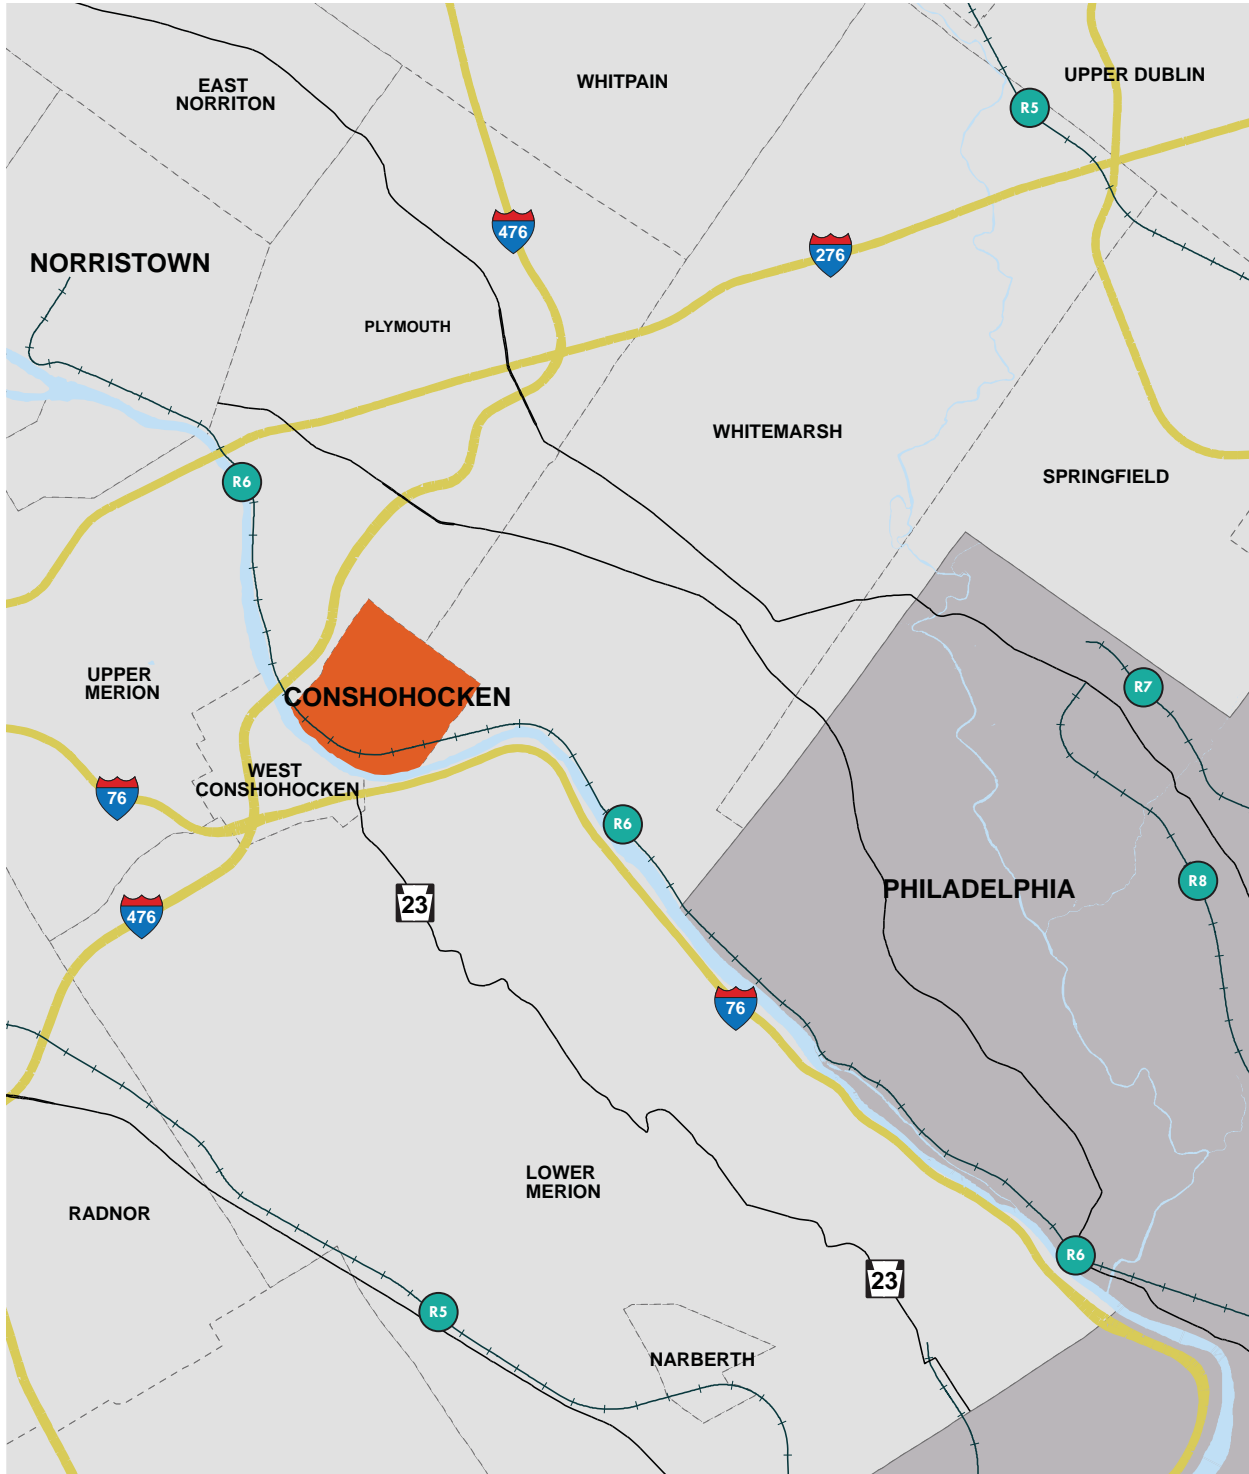 EAST
NORRITON
WHITPAIN
UPPER DUBLIN
R5
476
276
NORRISTOWN
PLYMOUTH
WHITEMARSH
SPRINGFIELD
R6
UPPER
MERION
CONSHOHOCKEN
R7
WEST
CONSHOHOCKEN
76
R6
476
23
PHILADELPHIA
R8
76
LOWER
MERION
RADNOR
R6
23
R5
NARBERTH